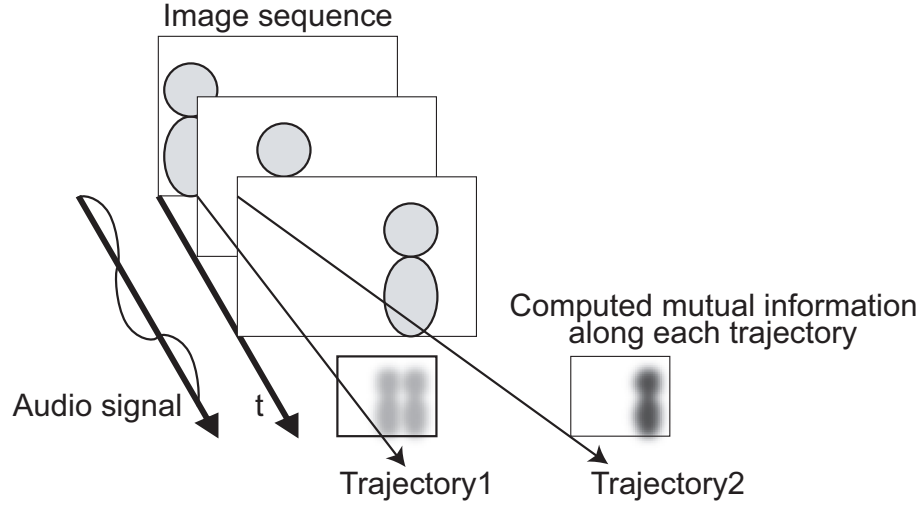 Image sequence
Computed mutual information
along each trajectory
Audio signal
t
Trajectory1
Trajectory2